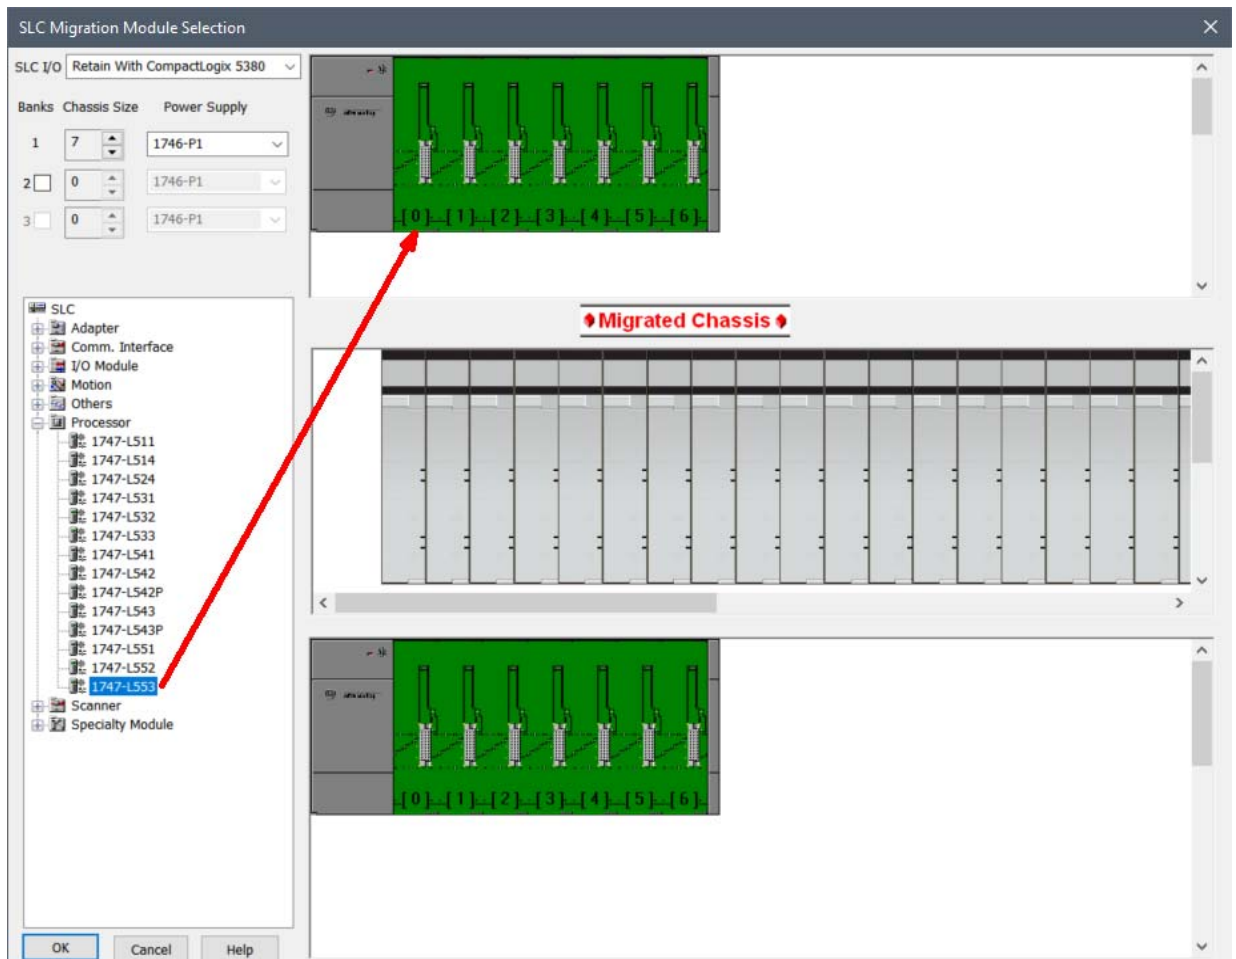 SLC Migration Module Selection
SLC I/O Retain With CompactLogix 5380
Banks Chassis Size Power Supply
1 7 1746-P1
2 0 1746-P1
3 0 1746-P1
[0] [1] [2] [3] [4] [5] [6]
Migrated Chassis
SLC
Adapter
Comm. Interface
I/O Module
Motion
Others
Processor
1747-L511
1747-L514
1747-L524
1747-L531
1747-L532
1747-L533
1747-L541
1747-L542
1747-L542P
1747-L543
1747-L543P
1747-L551
1747-L552
1747-L553
Scanner
Specialty Module
[0] [1] [2] [3] [4] [5] [6]
OK Cancel Help